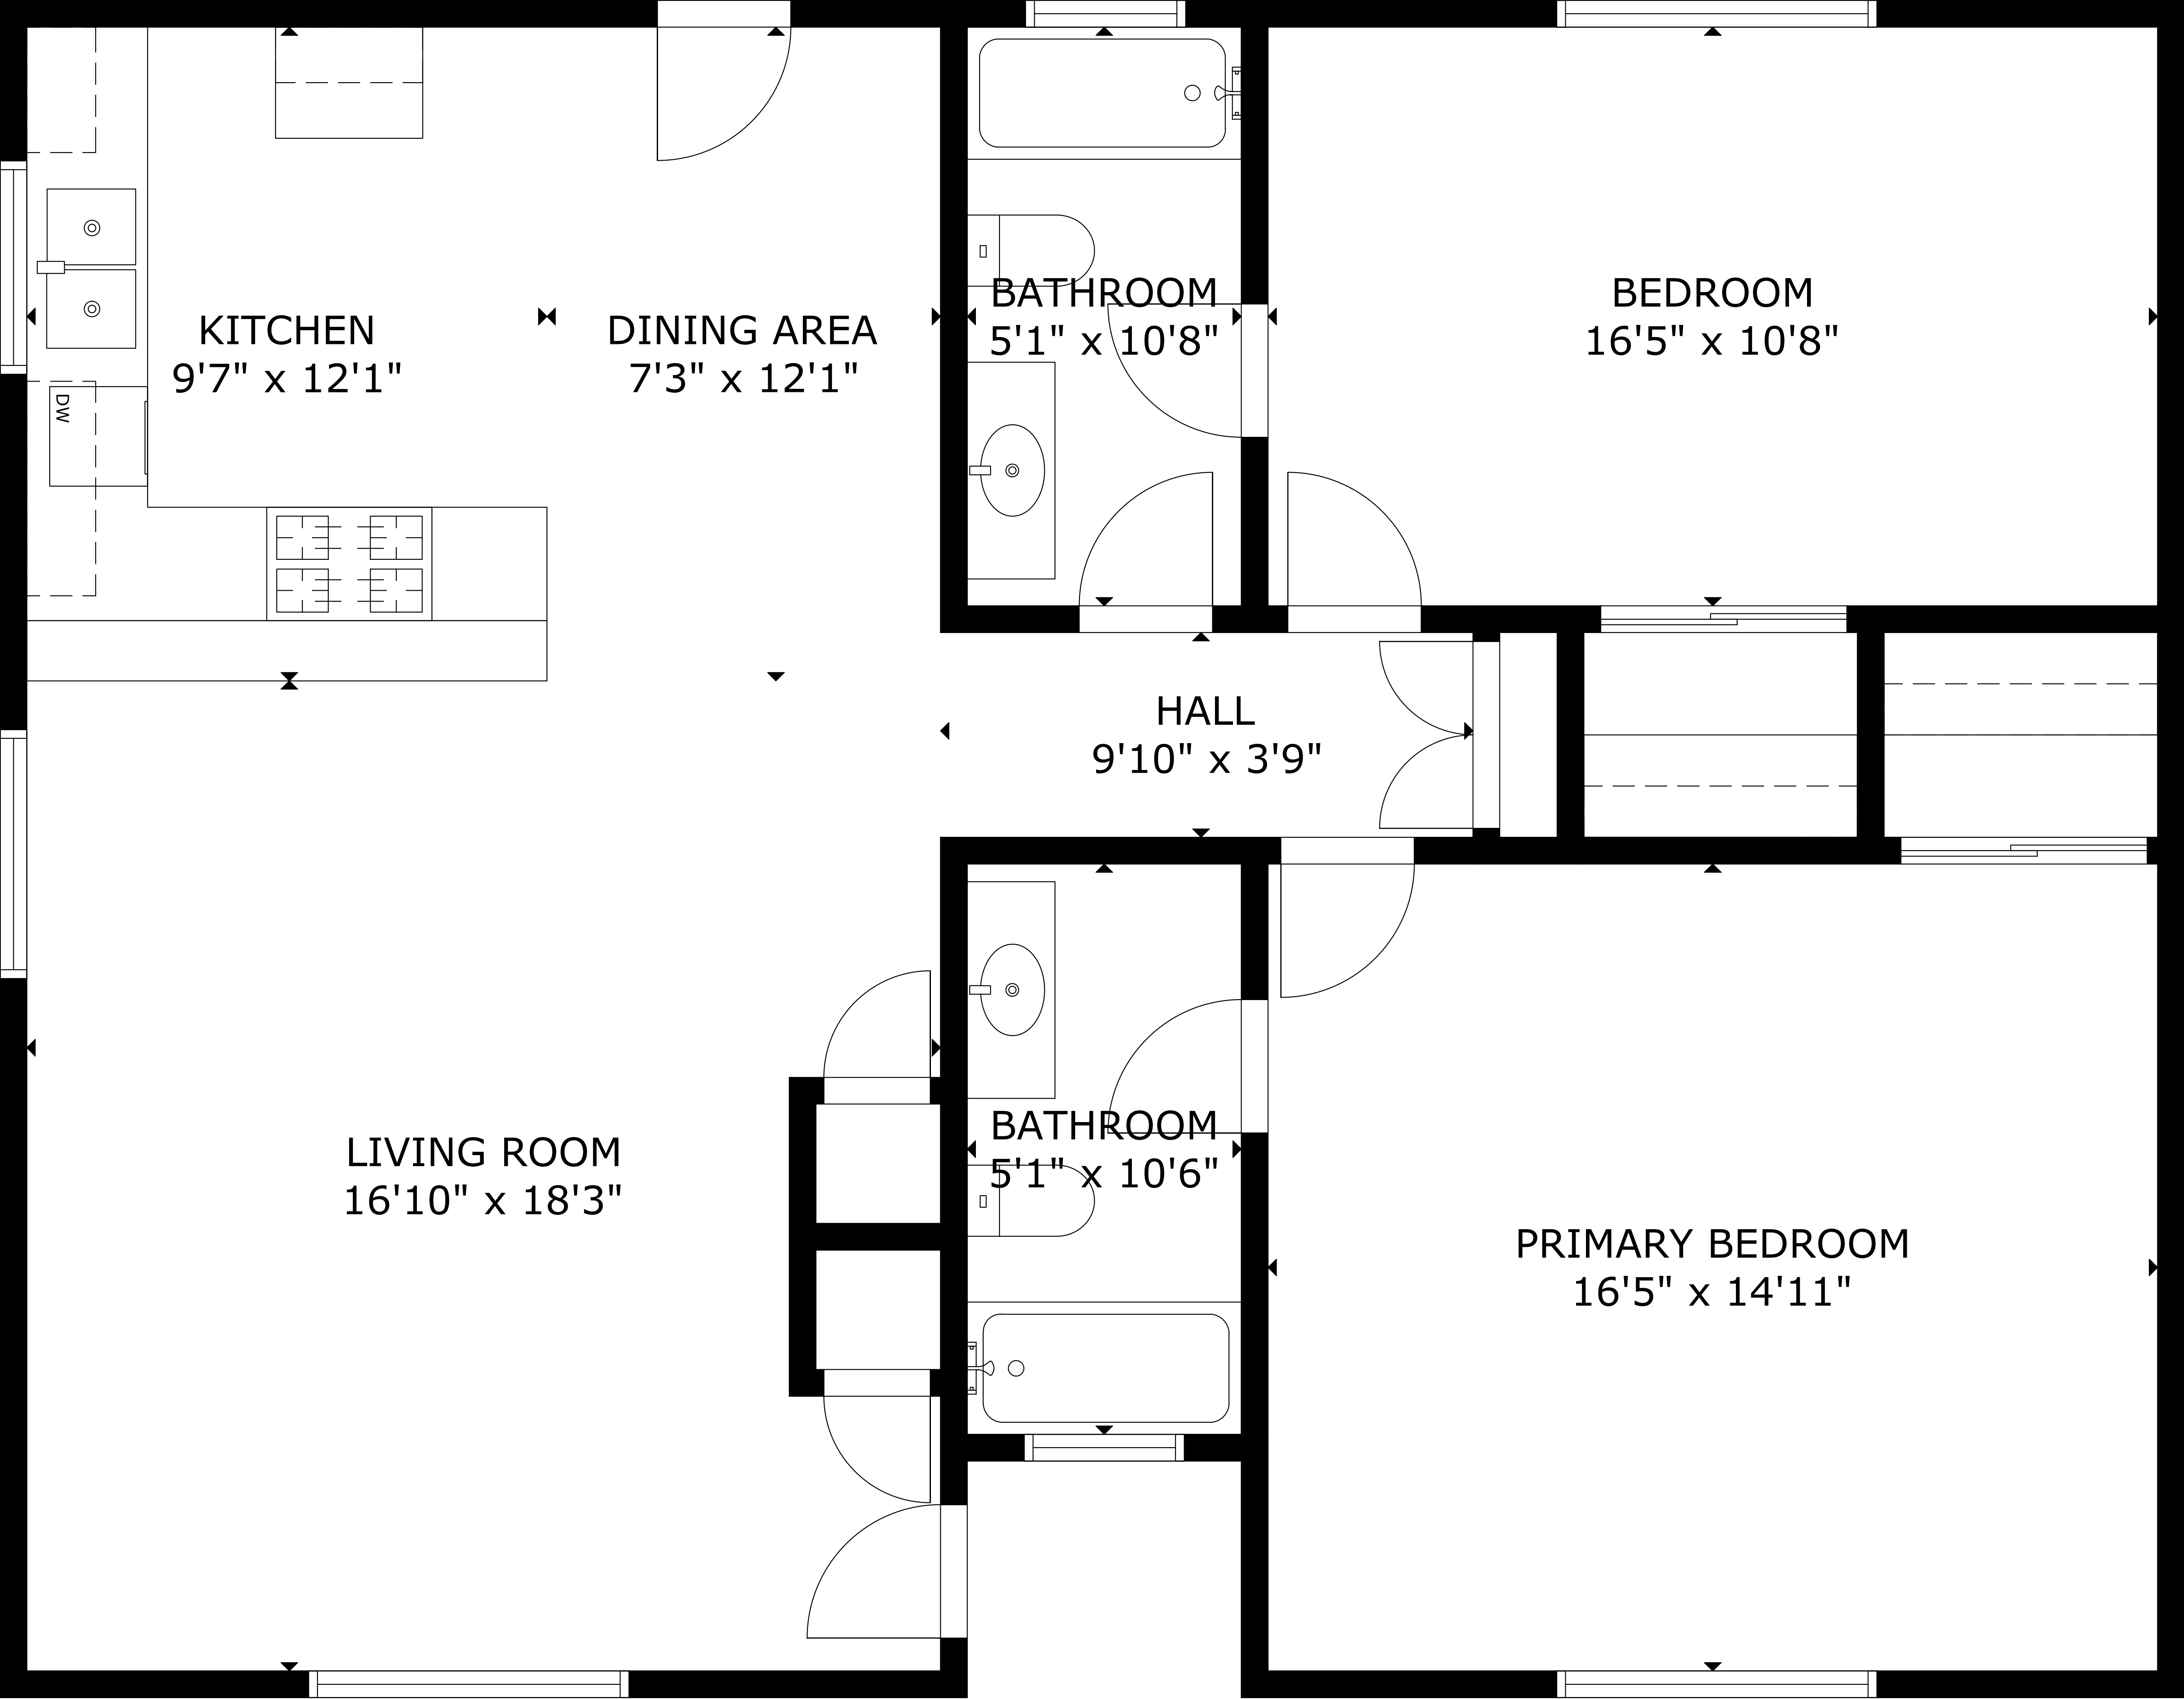 KITCHEN
9'7" x 12'1"
DINING AREA
7'3" x 12'1"
BATHROOM
5'1" x 10'8"
BEDROOM
16'5" x 10'8"
DW
HALL
9'10" x 3'9"
LIVING ROOM
16'10" x 18'3"
BATHROOM
5'1" x 10'6"
PRIMARY BEDROOM
16'5" x 14'11"